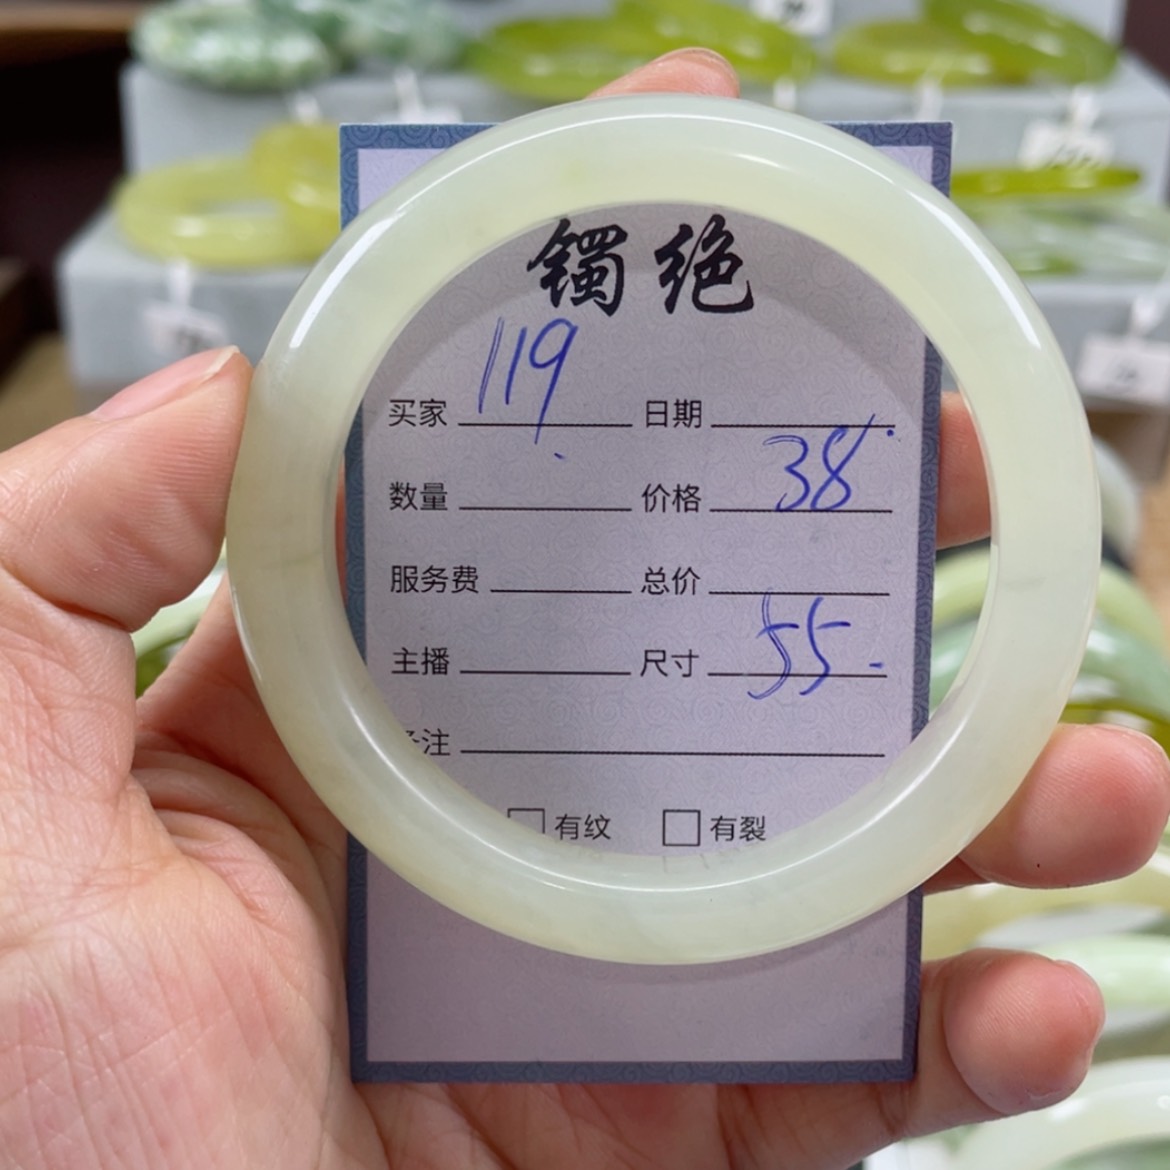 镯绝
买家 119 日期
数量 价格 38
服务费 总价
主播 尺寸 55
注
□ 有纹 □ 有裂